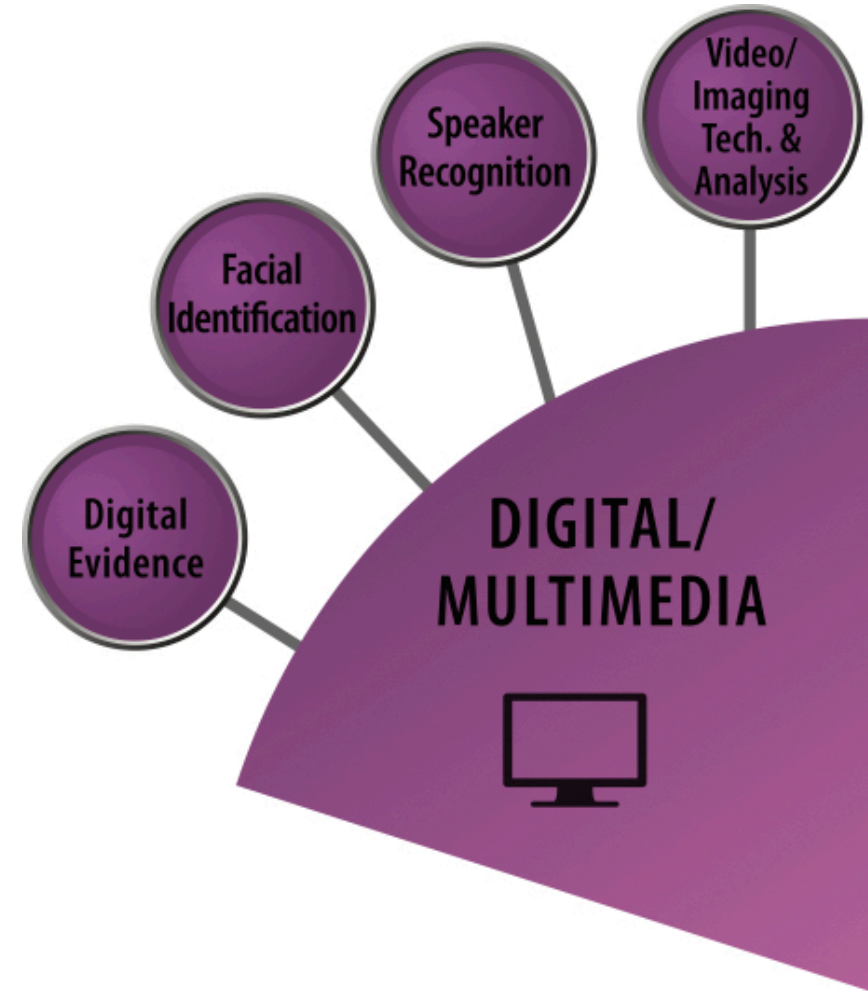 Video/
Imaging
Tech. &
Analysis
Speaker
Recognition
Facial
Identification
Digital
Evidence
DIGITAL/
MULTIMEDIA